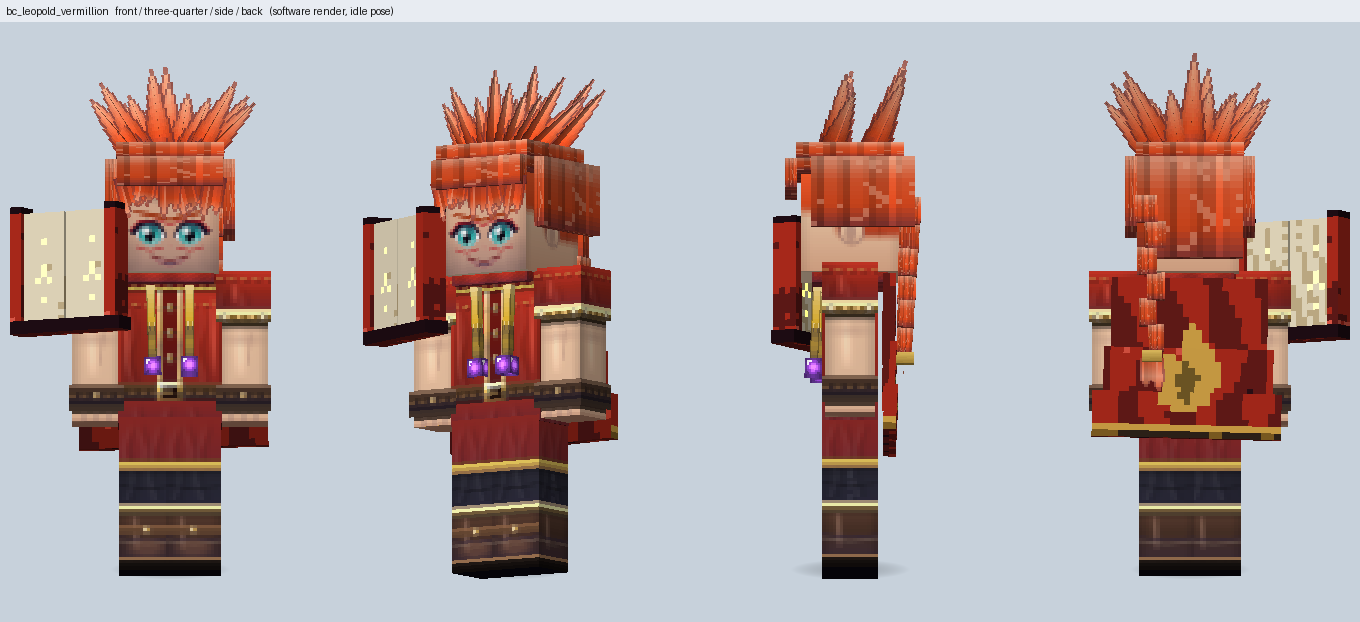 bc_leopold_vermillion front / three-quarter / side / back (software render, idle pose)